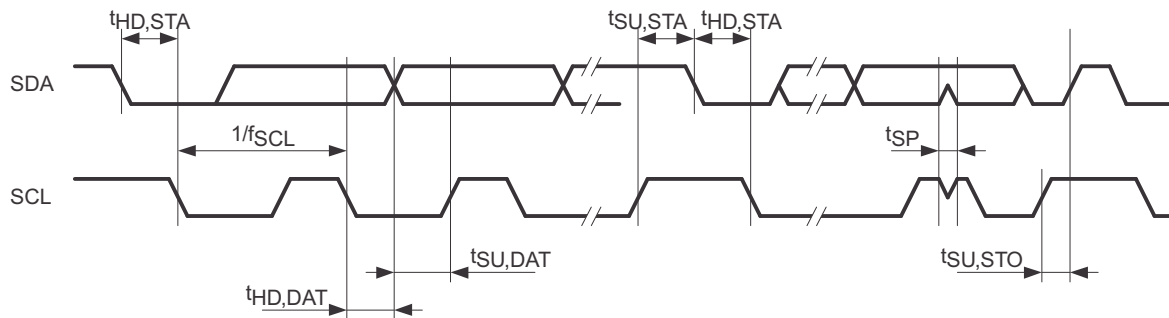 tHD,STA
tSU,STA
tHD,STA
SDA
1/fSCL
tSP
SCL
tSU,DAT
tSU,STO
tHD,DAT